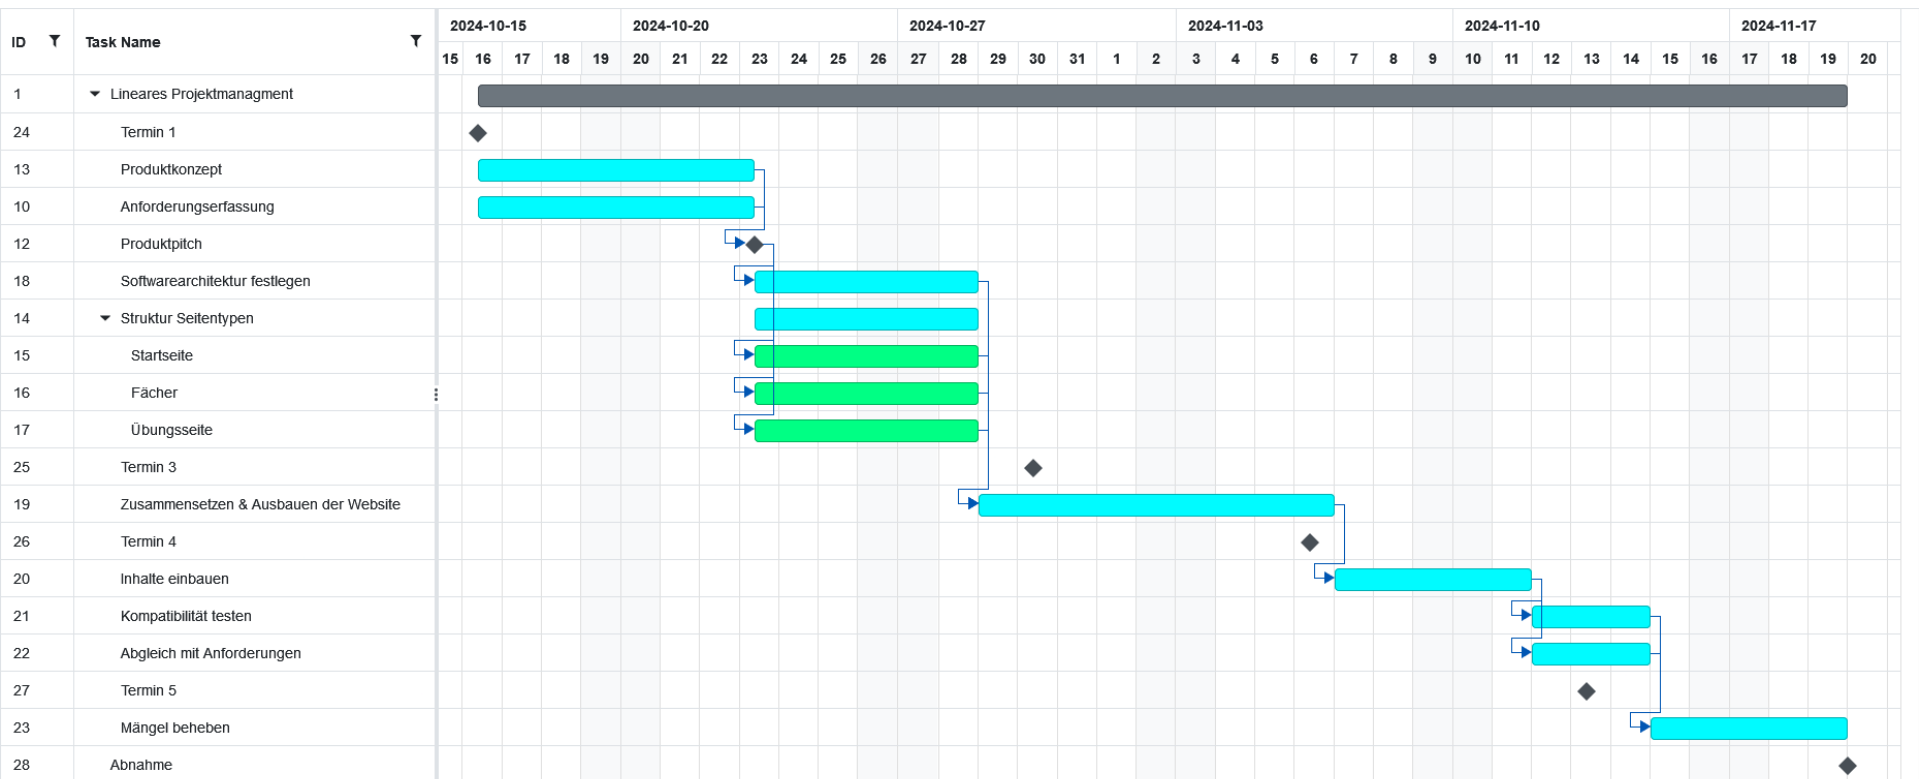 2024-10-15 2024-10-20 2024-10-27 2024-11-03 2024-11-10 2024-11-17
ID Task Name
15 16 17 18 19 20 21 22 23 24 25 26 27 28 29 30 31 1 2 3 4 5 6 7 8 9 10 11 12 13 14 15 16 17 18 19 20
1 Lineares Projektmanagment
24 Termin 1
13 Produktkonzept
10 Anforderungserfassung
12 Produktpitch
18 Softwarearchitektur festlegen
14 Struktur Seitentypen
15 Startseite
16 Fächer
17 Übungsseite
25 Termin 3
19 Zusammensetzen & Ausbauen der Website
26 Termin 4
20 Inhalte einbauen
21 Kompatibilität testen
22 Abgleich mit Anforderungen
27 Termin 5
23 Mängel beheben
28 Abnahme